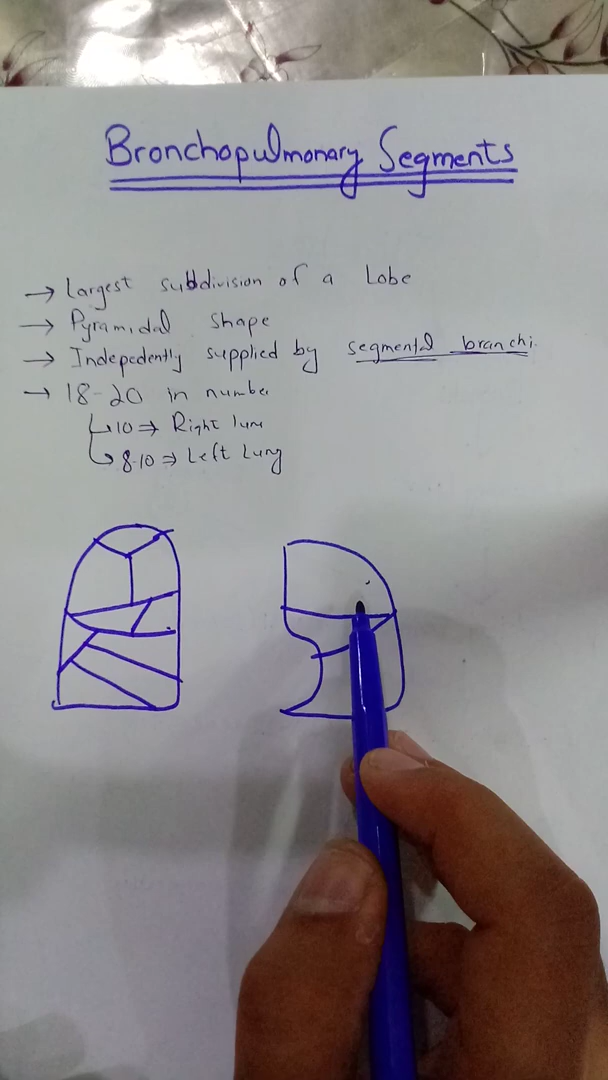 Bronchopulmonary Segments
→ Largest subdivision of a Lobe
→ Pyramidal shape
→ Indepedently supplied by segmental branchi.
→ 18-20 in number
10 ⇒ Right lung
8-10 ⇒ Left Lung